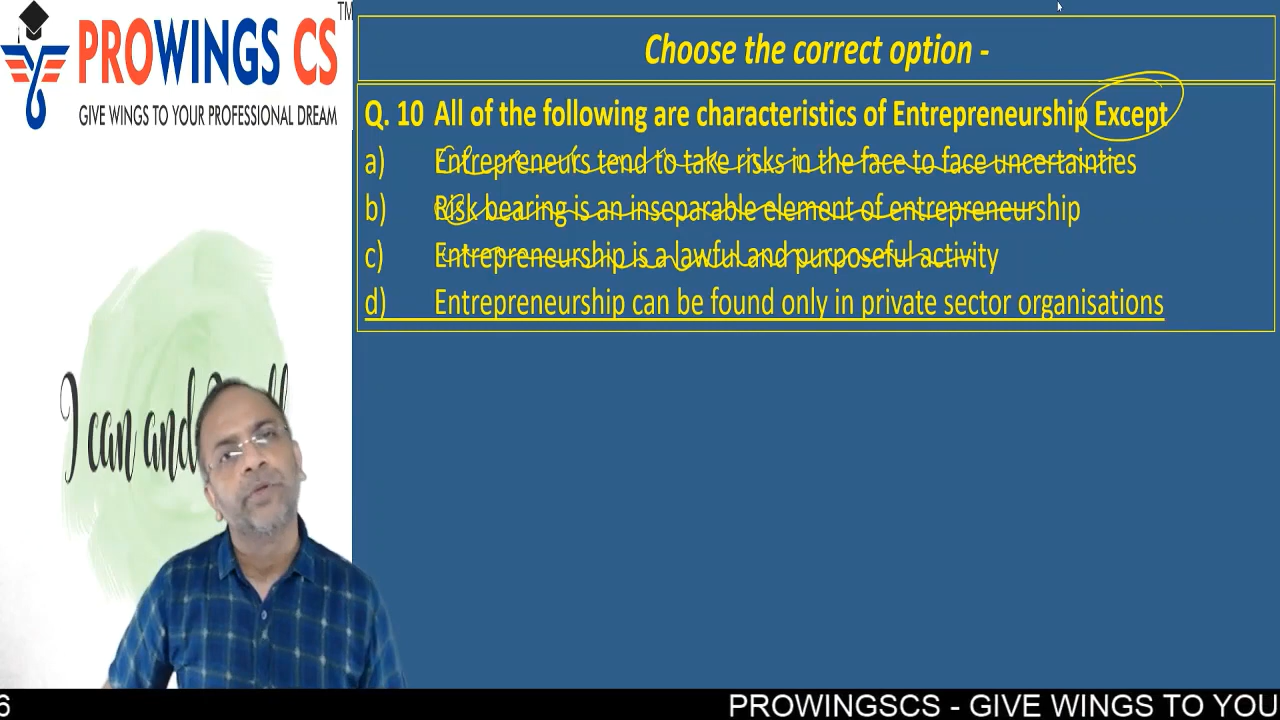 TM
PROWINGS CS
GIVE WINGS TO YOUR PROFESSIONAL DREAM
Choose the correct option -
Q. 10 All of the following are characteristics of Entrepreneurship Except
a) Entrepreneurs tend to take risks in the face to face uncertainties
b) Risk bearing is an inseparable element of entrepreneurship
c) Entrepreneurship is a lawful and purposeful activity
d) Entrepreneurship can be found only in private sector organisations
I can and
6 PROWINGSCS - GIVE WINGS TO YOU